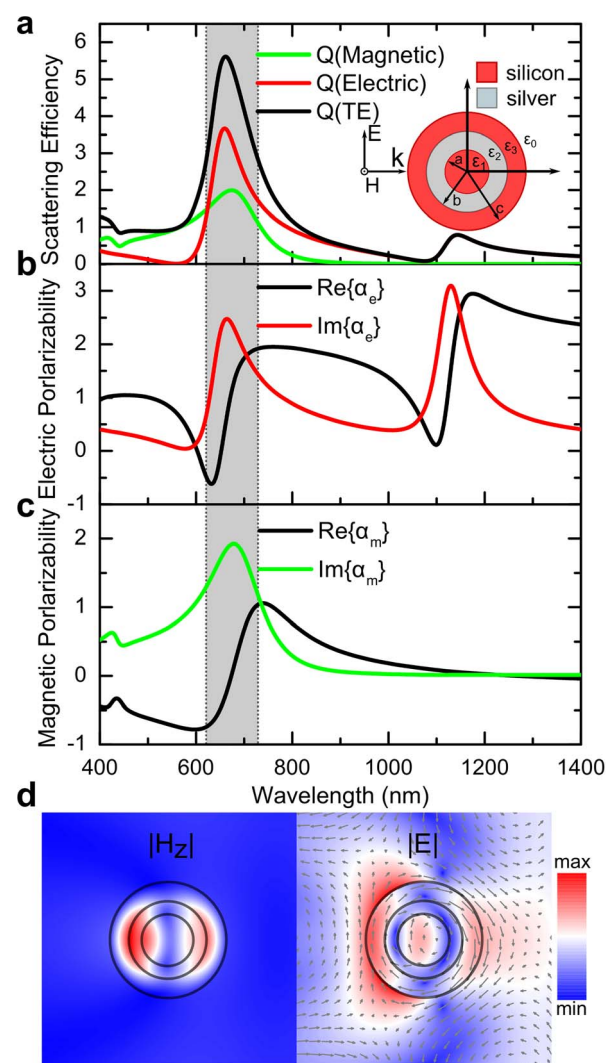 a
Scattering Efficiency
6
5
4
3
2
1
0
Q(Magnetic)
Q(Electric)
Q(TE)
silicon
silver
E
k
H
a
b
c
ε1
ε2
ε3
ε0
b
Electric Porlarizability
3
2
1
0
-1
Re{αe}
Im{αe}
c
Magnetic Porlarizability
2
1
0
-1
Re{αm}
Im{αm}
400 600 800 1000 1200 1400
Wavelength (nm)
d
|Hz|
|E|
max
min